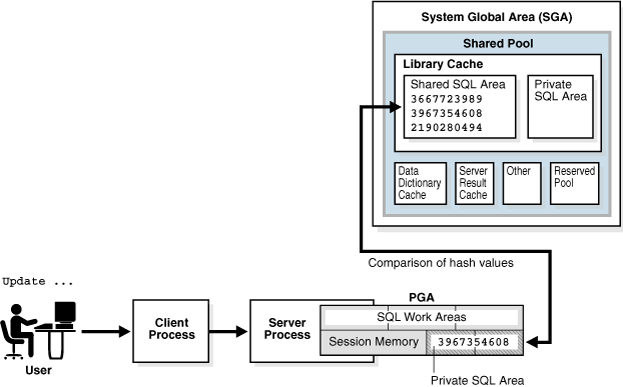 System Global Area (SGA)
Shared Pool
Library Cache
Shared SQL Area
3667723989
3967354608
2190280494
Private
SQL Area
Data
Dictionary
Cache
Server
Result
Cache
Other
Reserved
Pool
Comparison of hash values
Update ...
User
Client
Process
Server
Process
PGA
SQL Work Areas
Session Memory
3967354608
Private SQL Area